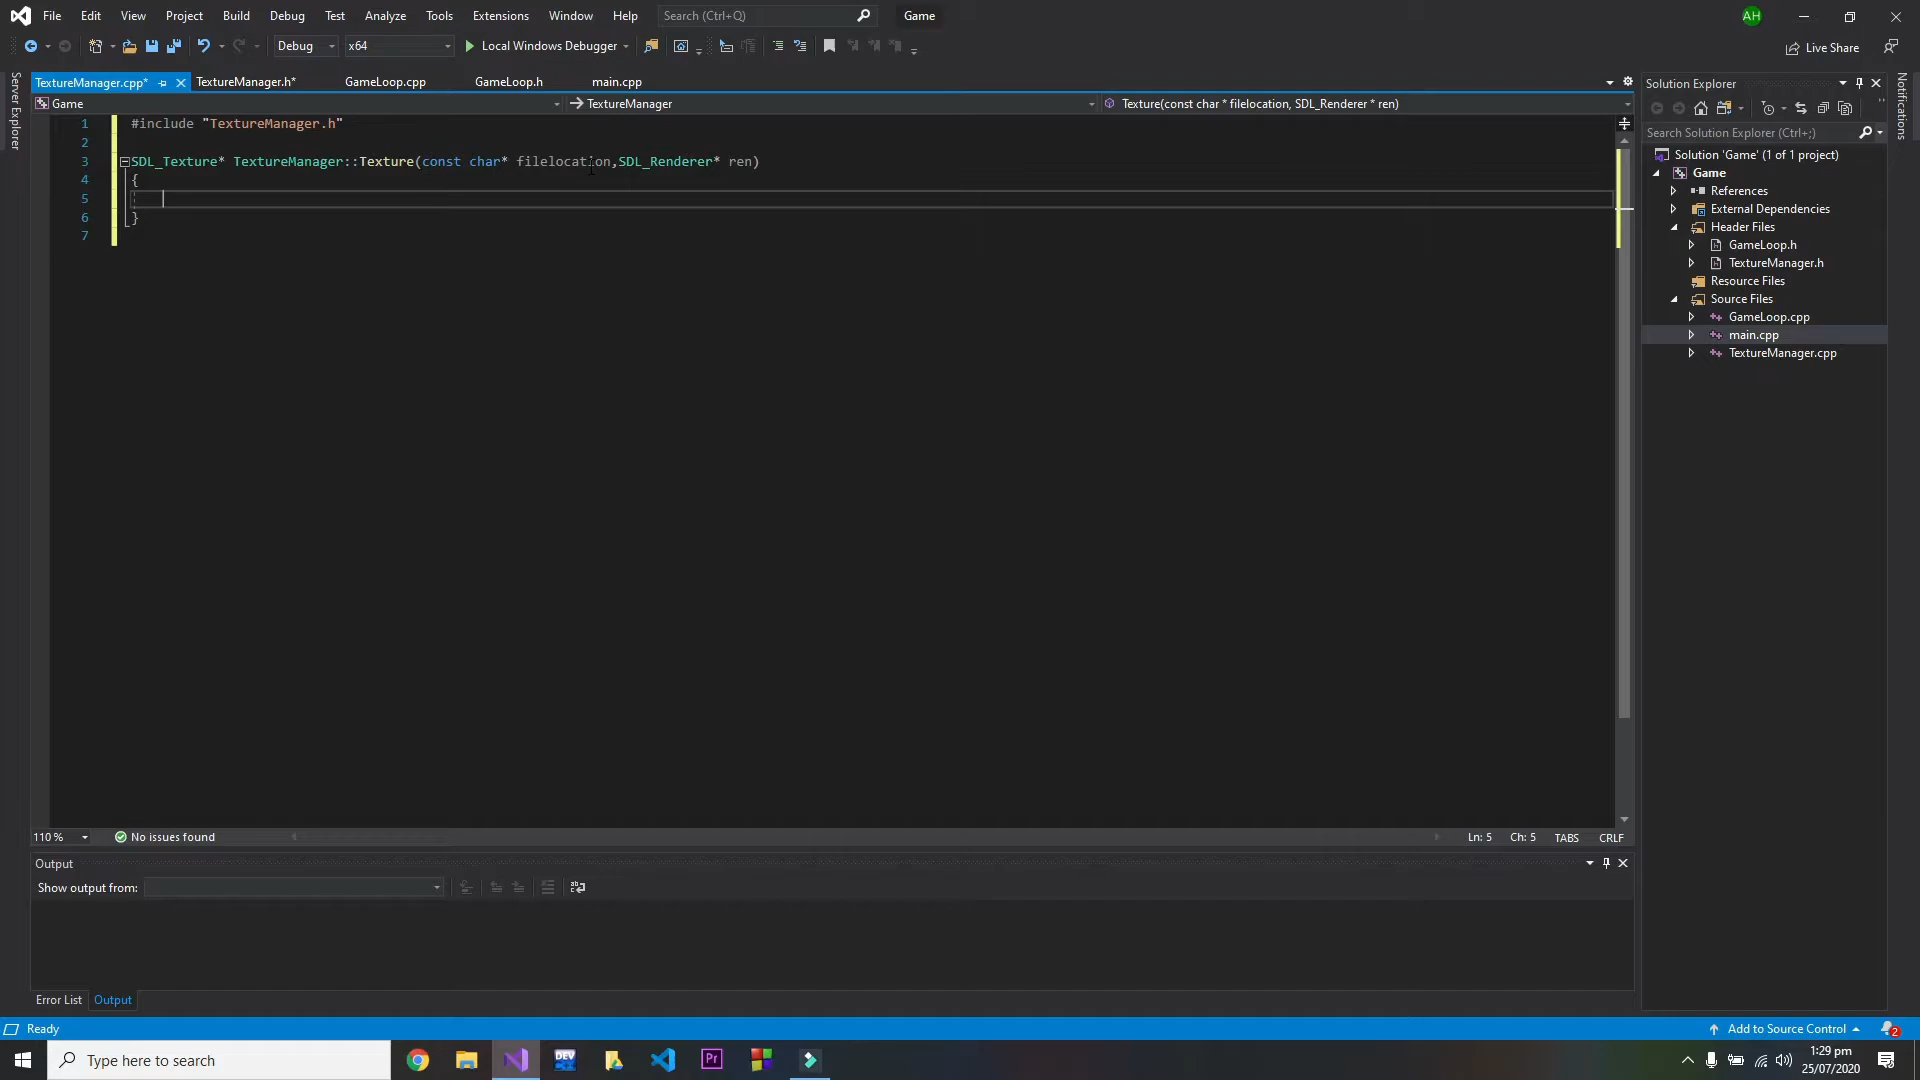 File Edit View Project Build Debug Test Analyze Tools Extensions Window Help Search (Ctrl+Q) Game AH
Debug x64 Local Windows Debugger Live Share
Server Explorer
TextureManager.cpp* TextureManager.h* GameLoop.cpp GameLoop.h main.cpp
Game TextureManager Texture(const char * filelocation, SDL_Renderer * ren)
1 #include "TextureManager.h"
2
3 SDL_Texture* TextureManager::Texture(const char* filelocation,SDL_Renderer* ren)
4 {
5
6 }
7
110 % No issues found Ln: 5 Ch: 5 TABS CRLF
Output
Show output from:
Error List Output
Solution Explorer
Search Solution Explorer (Ctrl+;)
Solution 'Game' (1 of 1 project)
Game
References
External Dependencies
Header Files
GameLoop.h
TextureManager.h
Resource Files
Source Files
GameLoop.cpp
main.cpp
TextureManager.cpp
Notifications
Ready Add to Source Control 2
Type here to search DEV Pr
1:29 pm
25/07/2020